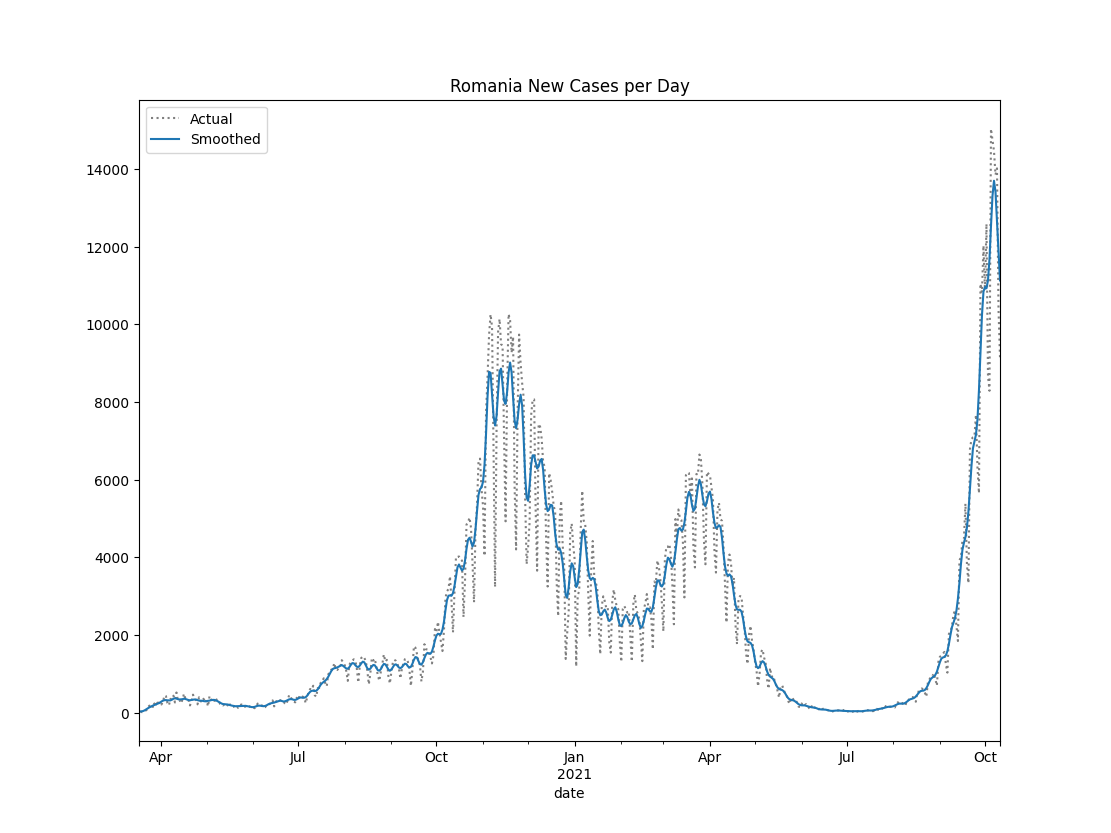 Romania New Cases per Day
Actual
Smoothed
14000
12000
10000
8000
6000
4000
2000
0
Apr Jul Oct Jan Apr Jul Oct
2021
date